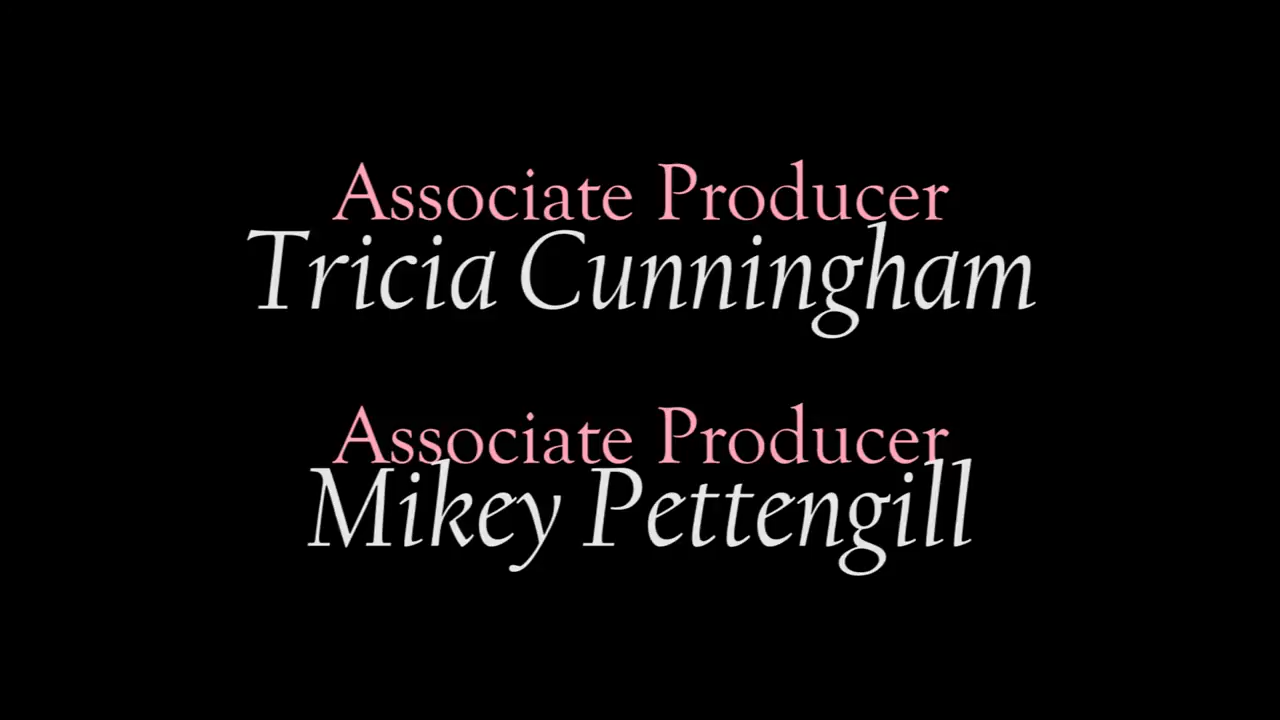 Associate Producer
Tricia Cunningham
Associate Producer
Mikey Pettengill